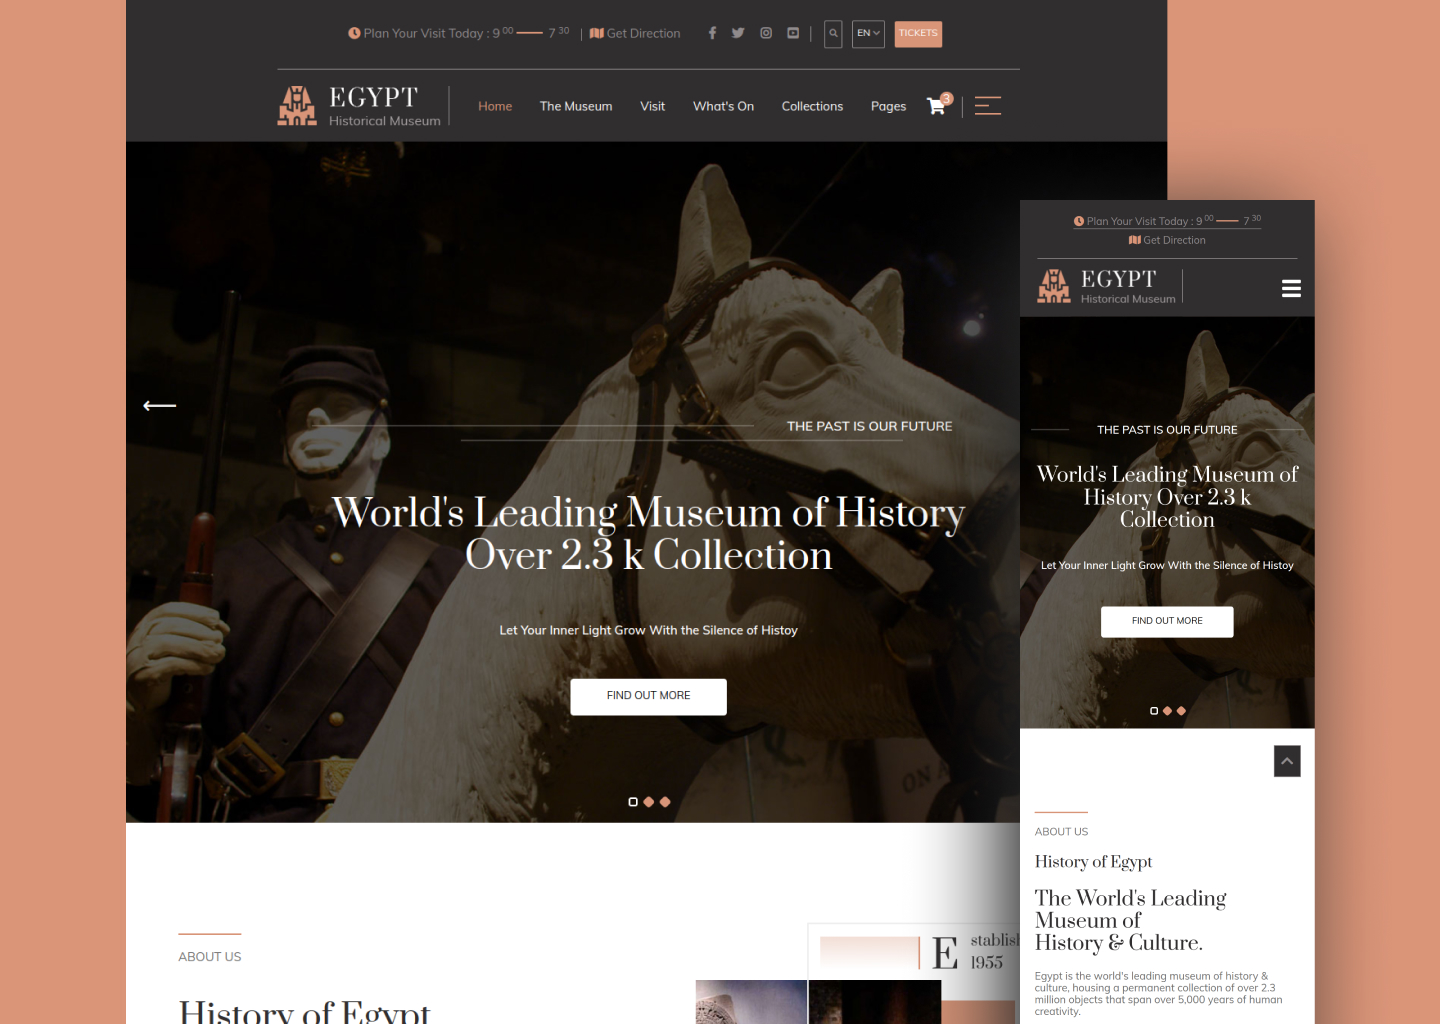 Plan Your Visit Today : 9 00 7 30 | Get Direction
EN
TICKETS
EGYPT
Historical Museum
Home
The Museum
Visit
What's On
Collections
Pages
3
THE PAST IS OUR FUTURE
World's Leading Museum of History
Over 2.3 k Collection
Let Your Inner Light Grow With the Silence of Histoy
FIND OUT MORE
ON A
ABOUT US
History of Egypt
E
stablish
1955
Plan Your Visit Today : 9 00 7 30
Get Direction
EGYPT
Historical Museum
THE PAST IS OUR FUTURE
World's Leading Museum of
History Over 2.3 k
Collection
Let Your Inner Light Grow With the Silence of Histoy
FIND OUT MORE
ABOUT US
History of Egypt
The World's Leading
Museum of
History & Culture.
Egypt is the world's leading museum of history &
culture, housing a permanent collection of over 2.3
million objects that span over 5,000 years of human
creativity.